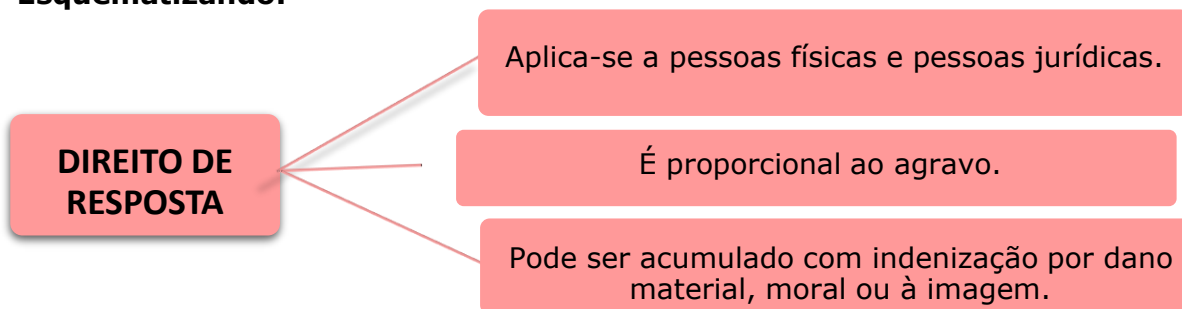 Esquematizando:
Aplica-se a pessoas físicas e pessoas jurídicas.
DIREITO DE
RESPOSTA
É proporcional ao agravo.
Pode ser acumulado com indenização por dano
material, moral ou à imagem.